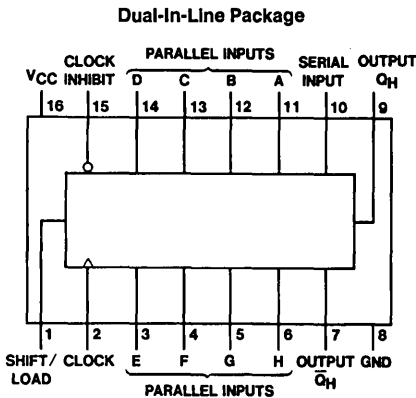 Dual-In-Line Package
PARALLEL INPUTS
CLOCK INHIBIT
SERIAL INPUT
OUTPUT QH
VCC D C B A
16 15 14 13 12 11 10 9
1 2 3 4 5 6 7 8
SHIFT/ LOAD
CLOCK E F G H
OUTPUT Q̅H
GND
PARALLEL INPUTS